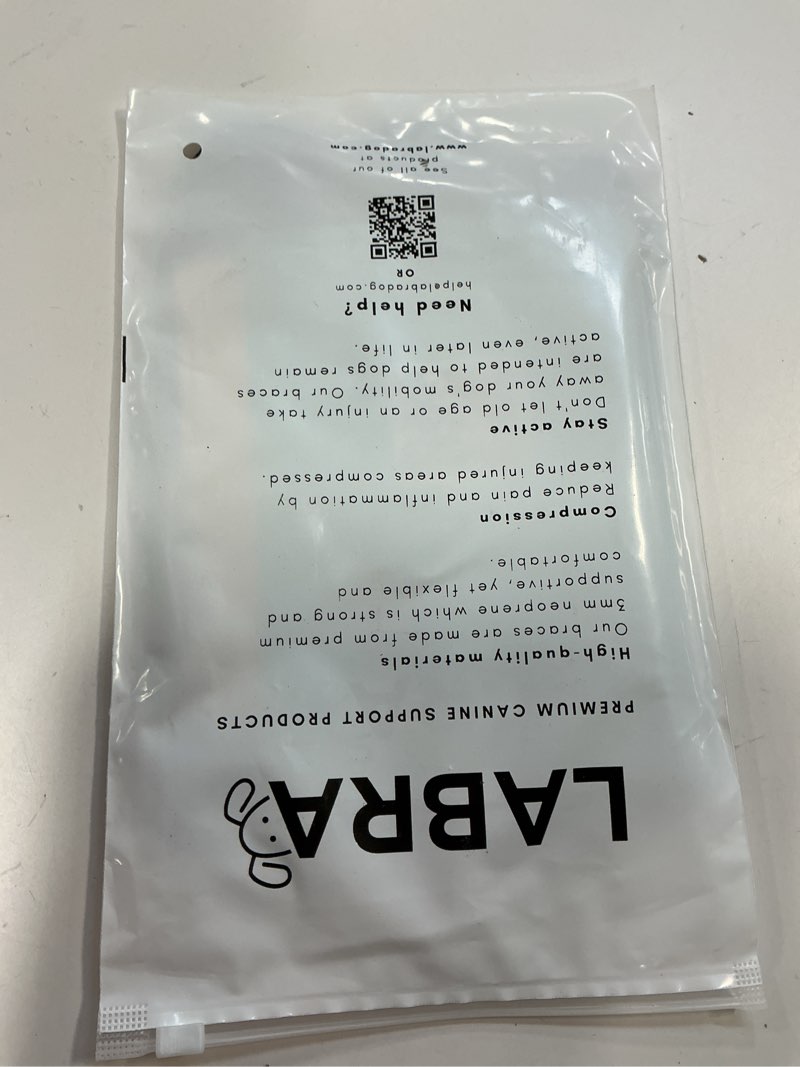 LABRA
PREMIUM CANINE SUPPORT PRODUCTS
High-quality materials
Our braces are made from premium
3mm neoprene which is strong and
supportive, yet flexible and
comfortable.
Compression
Reduce pain and inflammation by
keeping injured areas compressed.
Stay active
Don't let old age or an injury take
away your dog's mobility. Our braces
are intended to help dogs remain
active, even later in life.
Need help?
help@labradog.com
OR
See all of our
products at
www.labradog.com